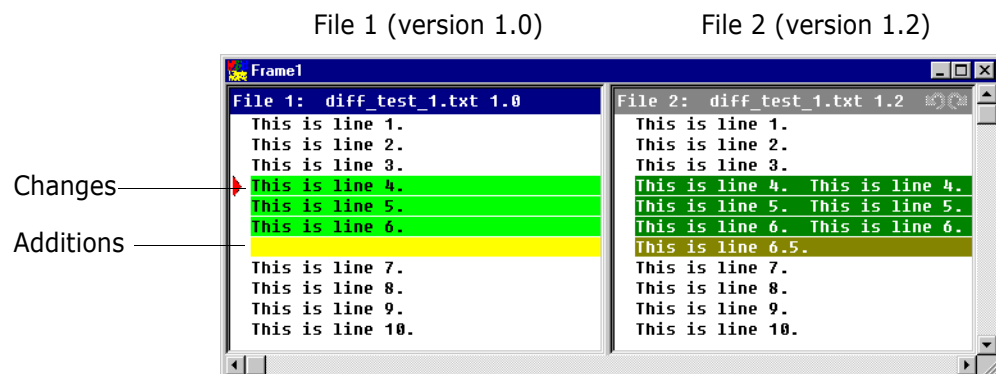 File 1 (version 1.0)
File 2 (version 1.2)
Frame1
File 1: diff_test_1.txt 1.0
This is line 1.
This is line 2.
This is line 3.
This is line 4.
This is line 5.
This is line 6.
This is line 7.
This is line 8.
This is line 9.
This is line 10.
File 2: diff_test_1.txt 1.2
This is line 1.
This is line 2.
This is line 3.
This is line 4. This is line 4.
This is line 5. This is line 5.
This is line 6. This is line 6.
This is line 6.5.
This is line 7.
This is line 8.
This is line 9.
This is line 10.
Changes
Additions